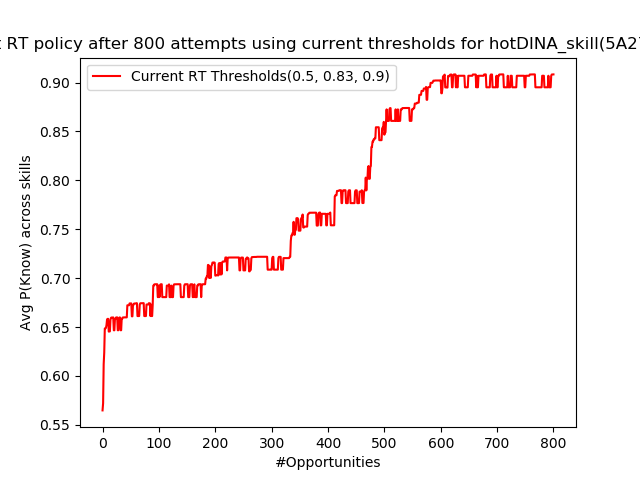 RT policy after 800 attempts using current thresholds for hotDINA_skill(5A27
Current RT Thresholds(0.5, 0.83, 0.9)
Avg P(Know) across skills
0.90
0.85
0.80
0.75
0.70
0.65
0.60
0.55
0 100 200 300 400 500 600 700 800
#Opportunities